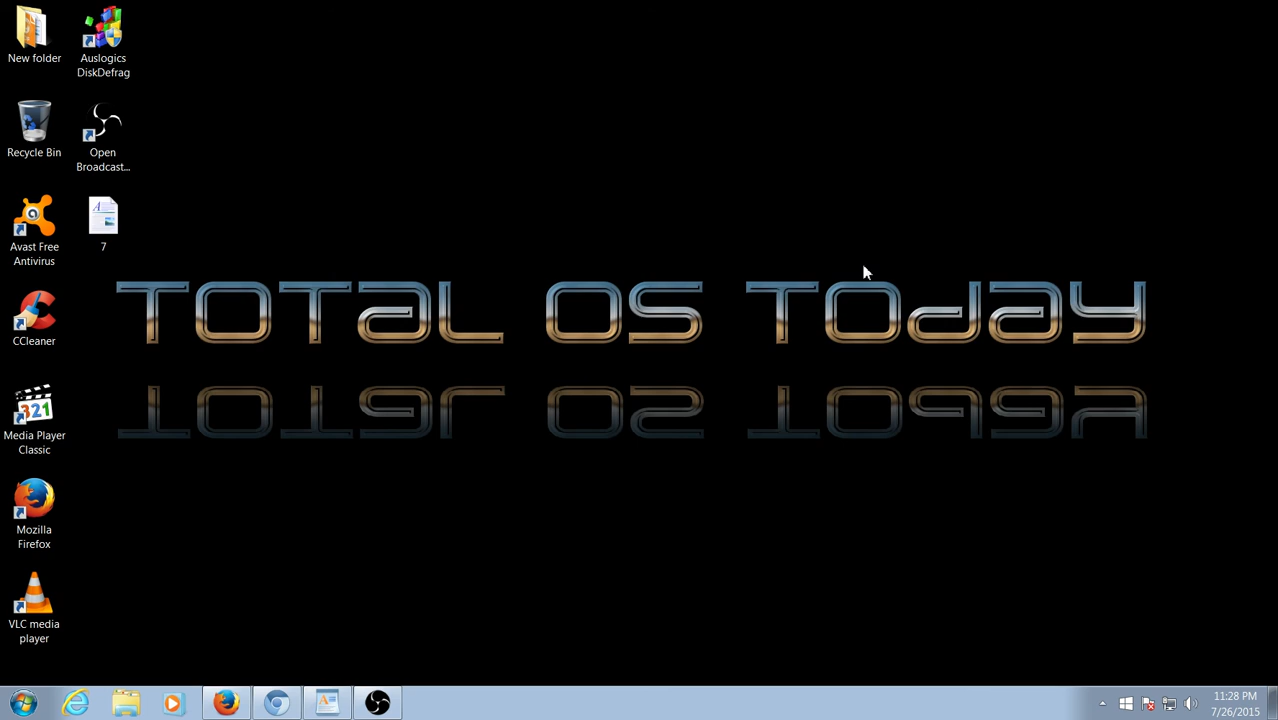 New folder
Auslogics
DiskDefrag
Recycle Bin
Open
Broadcast...
Avast Free
Antivirus
7
CCleaner
321
Media Player
Classic
Mozilla
Firefox
VLC media
player
TOTAL OS TODAY
11:28 PM
7/26/2015